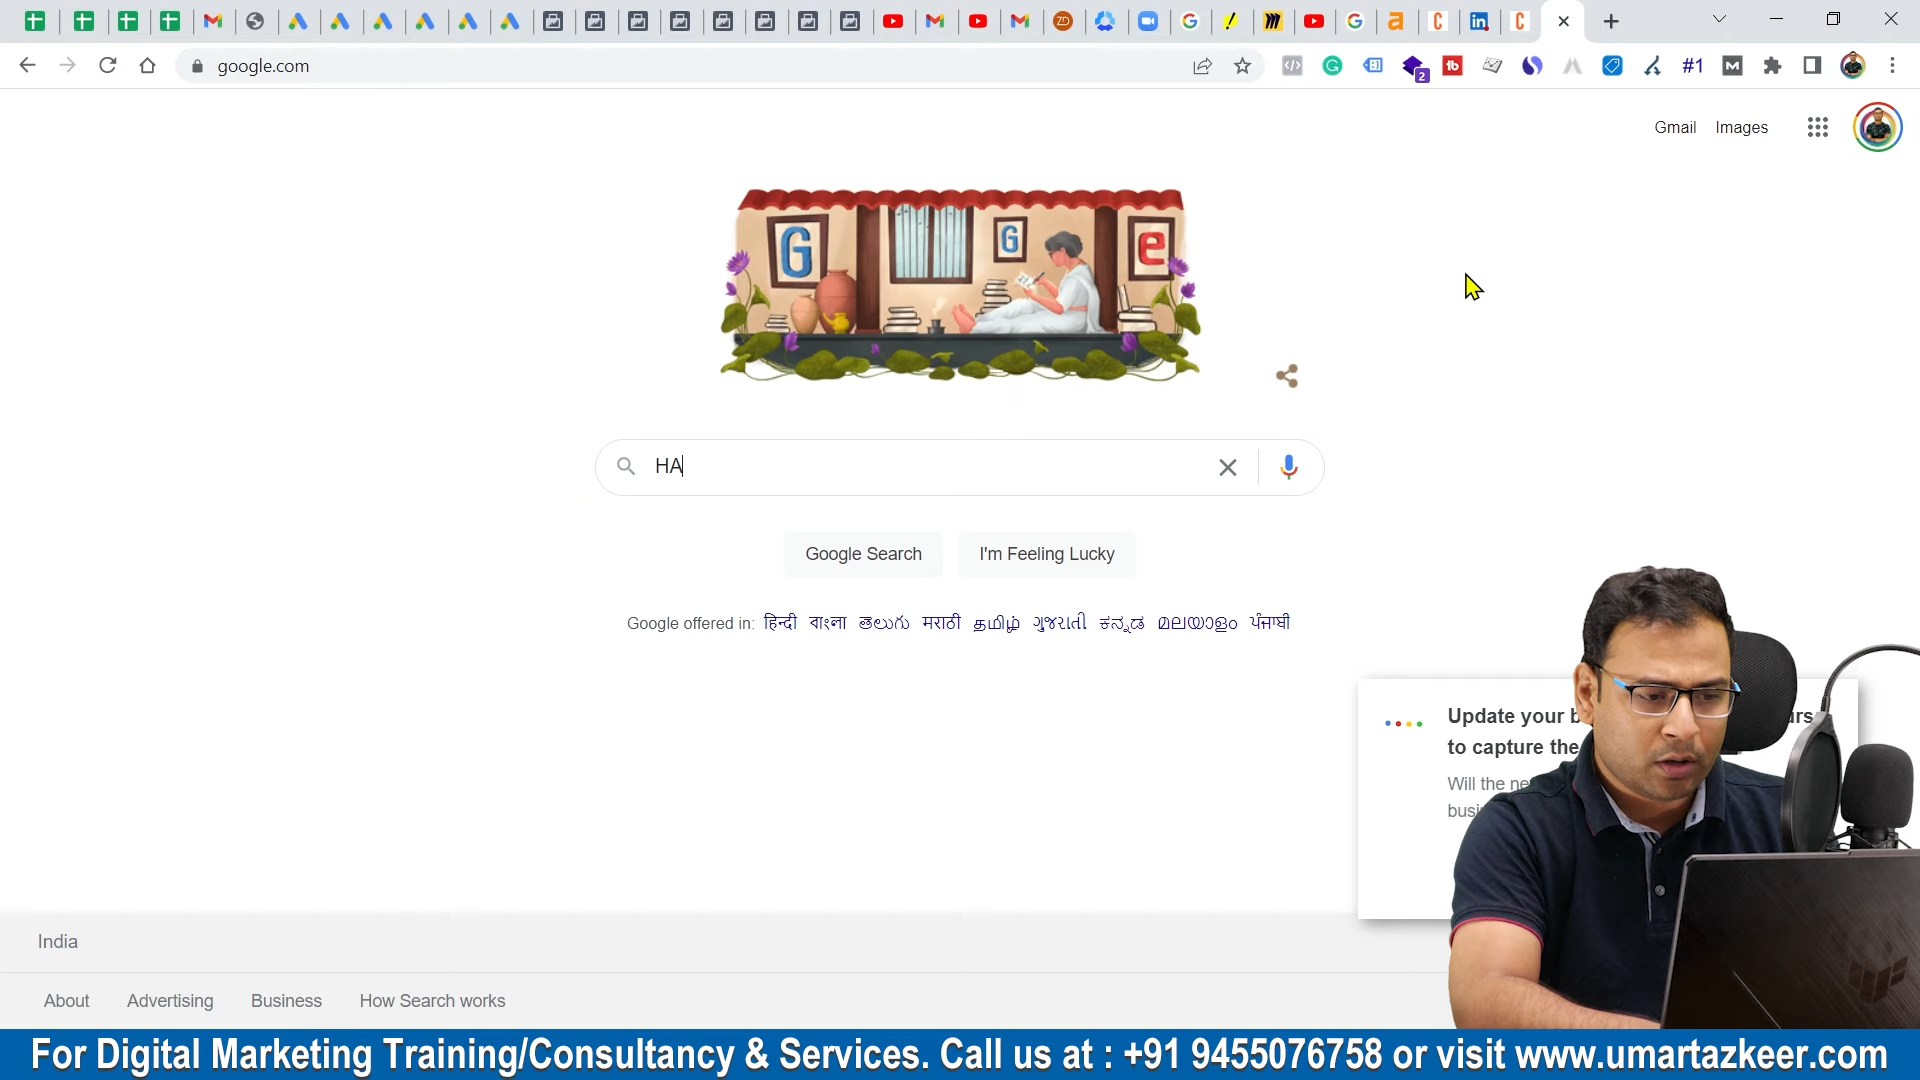 google.com
2
#1
Gmail Images
G G e
HA
Google Search I'm Feeling Lucky
Google offered in: हिन्दी বাংলা తెలుగు मराठी தமிழ் ગુજરાતી ಕನ್ನಡ മലയാളം ਪੰਜਾਬੀ
Update your
to capture the
Will the
India
About Advertising Business How Search works
For Digital Marketing Training/Consultancy & Services. Call us at : +91 9455076758 or visit www.umartazkeer.com